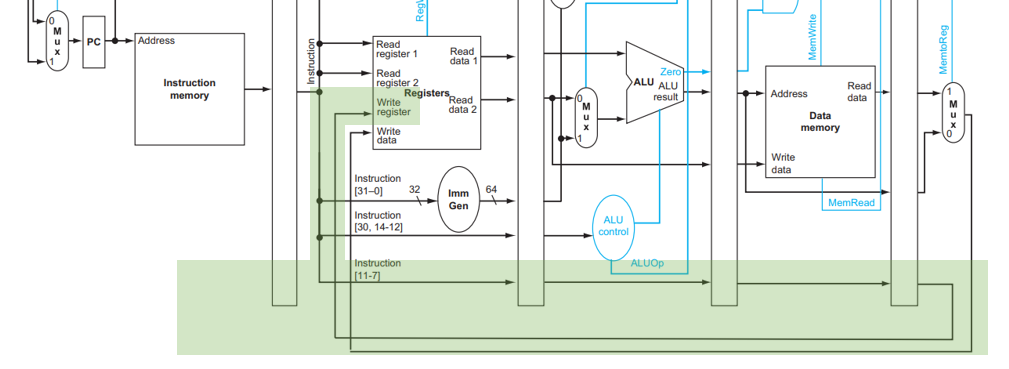 0
M
u
x
1
PC
Address
Instruction
memory
Instruction
RegW
Read
register 1
Read
register 2
Write
register
Write
data
Registers
Read
data 1
Read
data 2
Instruction
[31–0]
32
Imm
Gen
64
Instruction
[30, 14-12]
Instruction
[11-7]
0
M
u
x
1
ALU
Zero
ALU
result
ALU
control
ALUOp
MemWrite
Address
Read
data
Data
memory
Write
data
MemRead
MemtoReg
1
M
u
x
0